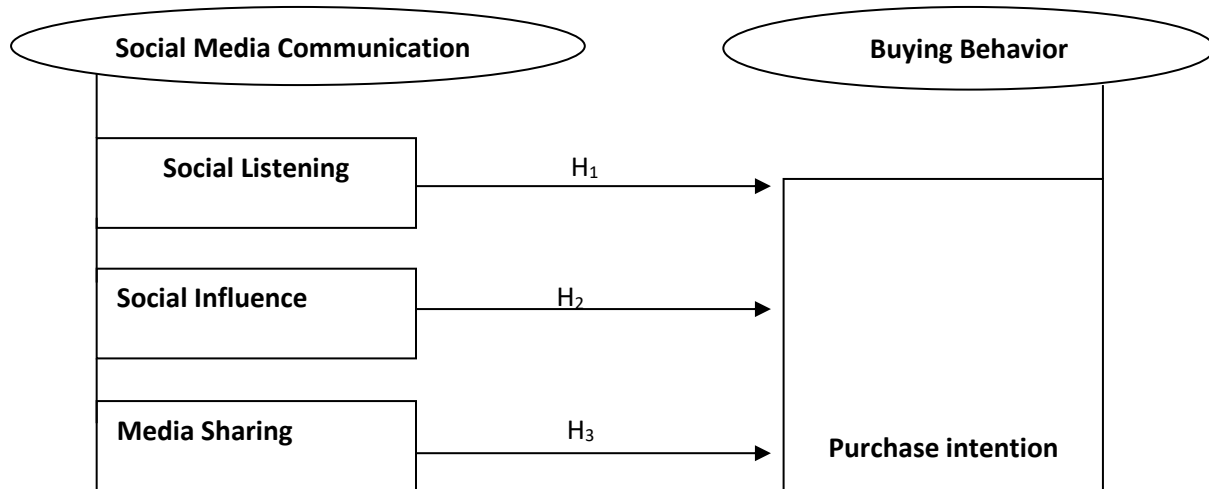 Social Media Communication
Buying Behavior
Social Listening
H₁
Social Influence
H₂
Media Sharing
H₃
Purchase intention